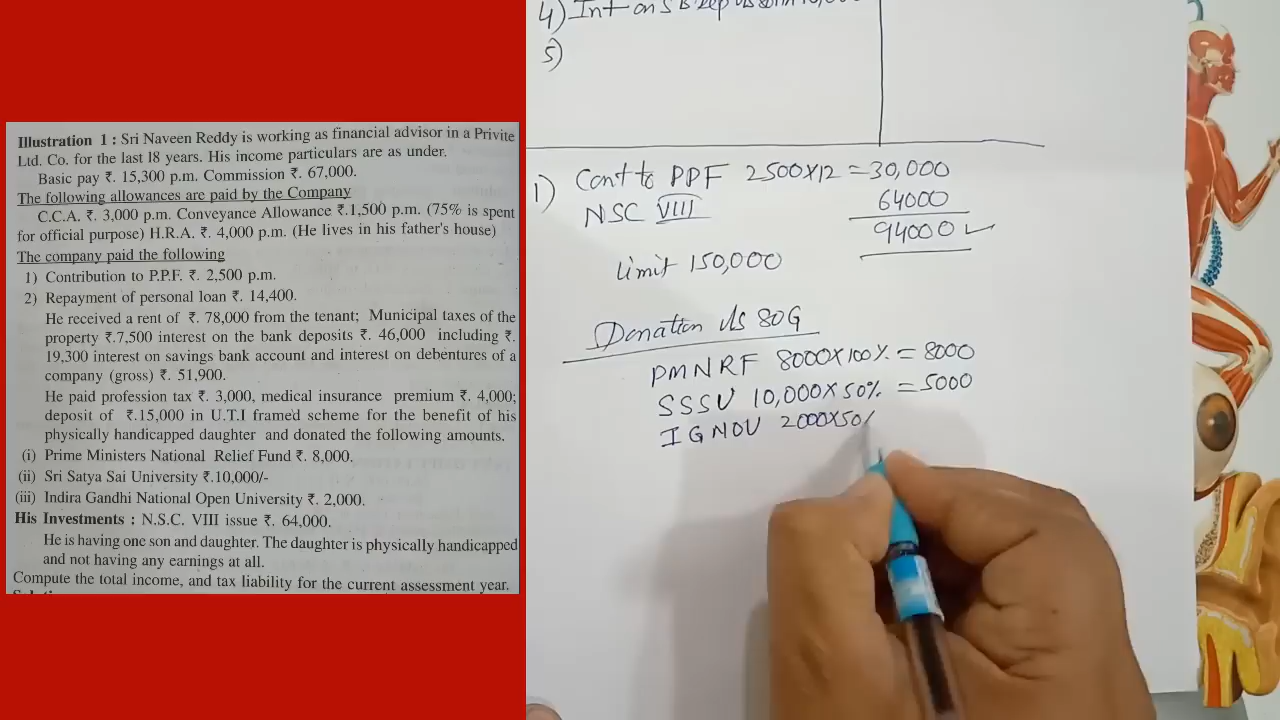 Illustration 1 : Sri Naveen Reddy is working as financial advisor in a Privite
Ltd. Co. for the last 18 years. His income particulars are as under.
Basic pay ₹. 15,300 p.m. Commission ₹. 67,000.
The following allowances are paid by the Company
C.C.A. ₹. 3,000 p.m. Conveyance Allowance ₹.1,500 p.m. (75% is spent
for official purpose) H.R.A. ₹. 4,000 p.m. (He lives in his father's house)
The company paid the following
1) Contribution to P.P.F. ₹. 2,500 p.m.
2) Repayment of personal loan ₹. 14,400.
He received a rent of ₹. 78,000 from the tenant; Municipal taxes of the
property ₹.7,500 interest on the bank deposits ₹. 46,000 including ₹.
19,300 interest on savings bank account and interest on debentures of a
company (gross) ₹. 51,900.
He paid profession tax ₹. 3,000, medical insurance premium ₹. 4,000;
deposit of ₹.15,000 in U.T.I framed scheme for the benefit of his
physically handicapped daughter and donated the following amounts.
(i) Prime Ministers National Relief Fund ₹. 8,000.
(ii) Sri Satya Sai University ₹.10,000/-
(iii) Indira Gandhi National Open University ₹. 2,000.
His Investments : N.S.C. VIII issue ₹. 64,000.
He is having one son and daughter. The daughter is physically handicapped
and not having any earnings at all.
Compute the total income, and tax liability for the current assessment year.
4) Int on SB Dep
5)
1) Cont to PPF 2500X12 = 30,000
NSC VIII 64000
94000
Limit 150,000
Donation u/s 80G
PMNRF 8000X100% = 8000
SSSU 10,000X50% = 5000
IGNOU 2000X50%